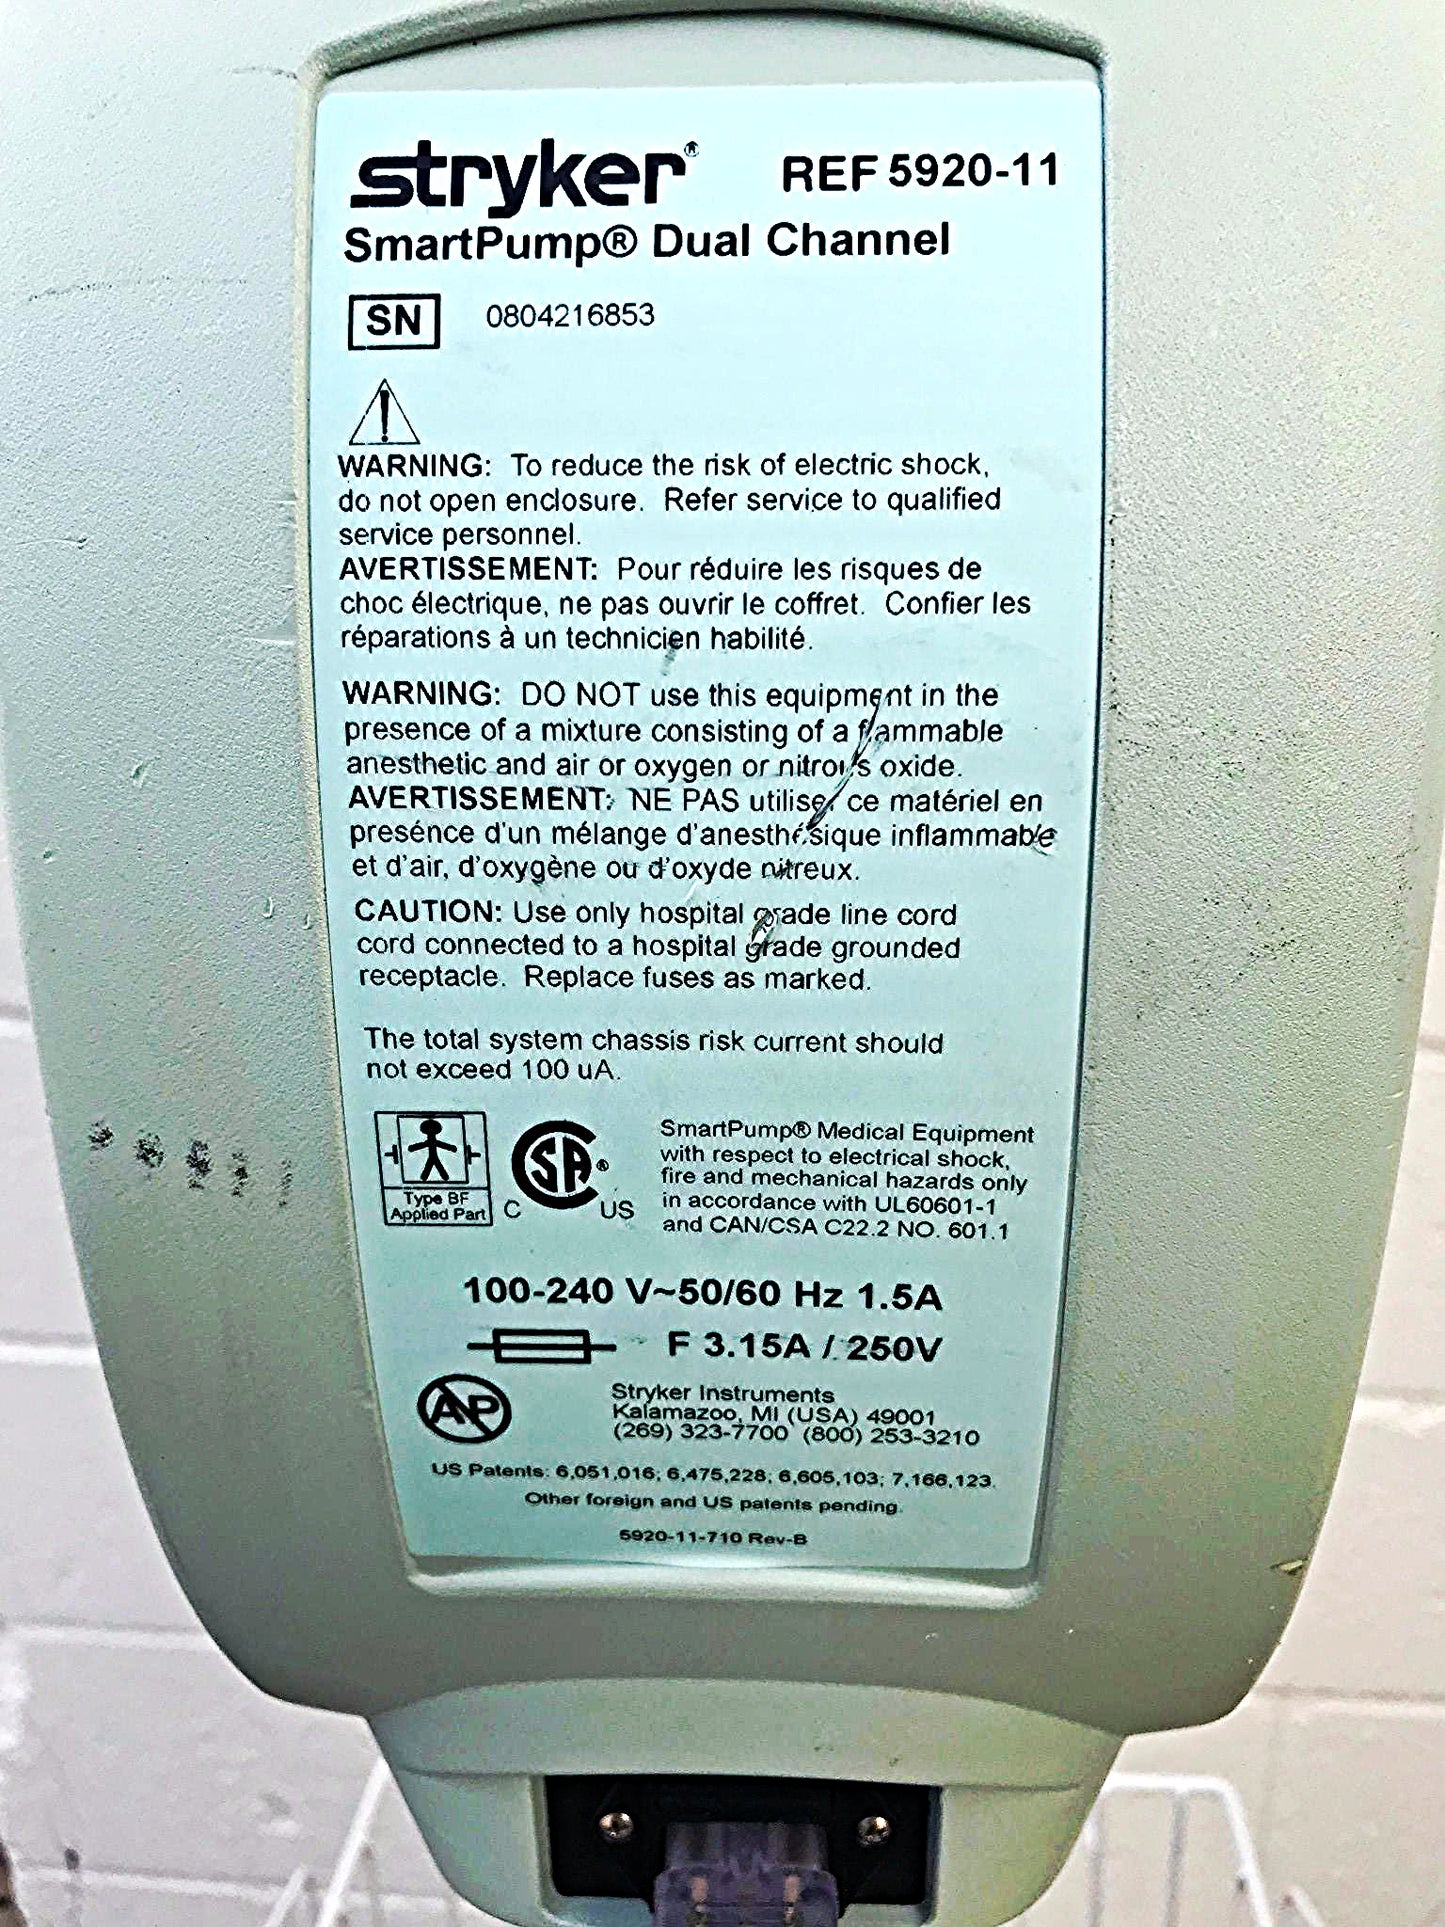 stryker®
REF 5920-11
SmartPump® Dual Channel
SN 0804216853
WARNING: To reduce the risk of electric shock,
do not open enclosure. Refer service to qualified
service personnel.
AVERTISSEMENT: Pour réduire les risques de
choc électrique, ne pas ouvrir le coffret. Confier les
réparations à un technicien habilité.
WARNING: DO NOT use this equipment in the
presence of a mixture consisting of a flammable
anesthetic and air or oxygen or nitrous oxide.
AVERTISSEMENT: NE PAS utiliser ce matériel en
presénce d'un mélange d'anesthésique inflammable
et d'air, d'oxygène ou d'oxyde nitreux.
CAUTION: Use only hospital grade line cord
cord connected to a hospital grade grounded
receptacle. Replace fuses as marked.
The total system chassis risk current should
not exceed 100 uA.
Type BF
Applied Part
C SA® US
SmartPump® Medical Equipment
with respect to electrical shock,
fire and mechanical hazards only
in accordance with UL60601-1
and CAN/CSA C22.2 NO. 601.1
100-240 V~50/60 Hz 1.5A
F 3.15A / 250V
AP
Stryker Instruments
Kalamazoo, MI (USA) 49001
(269) 323-7700 (800) 253-3210
US Patents: 6,051,016; 6,475,228; 6,605,103; 7,166,123.
Other foreign and US patents pending.
5920-11-710 Rev-B